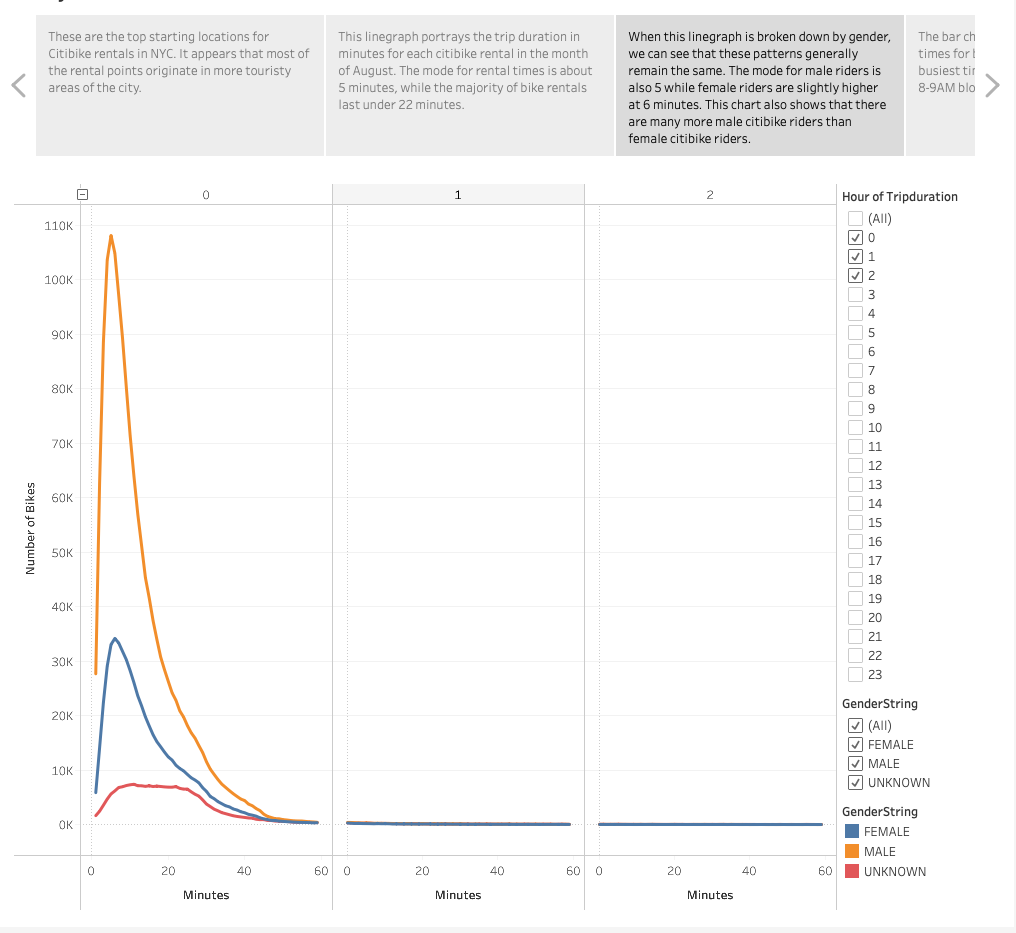 These are the top starting locations for
Citibike rentals in NYC. It appears that most of
the rental points originate in more touristy
areas of the city.
This linegraph portrays the trip duration in
minutes for each citibike rental in the month
of August. The mode for rental times is about
5 minutes, while the majority of bike rentals
last under 22 minutes.
When this linegraph is broken down by gender,
we can see that these patterns generally
remain the same. The mode for male riders is
also 5 while female riders are slightly higher
at 6 minutes. This chart also shows that there
are many more male citibike riders than
female citibike riders.
The bar ch
times for b
busiest tir
8-9AM blo
0
1
2
110K
100K
90K
80K
70K
60K
50K
40K
30K
20K
10K
0K
Number of Bikes
0 20 40 60
0 20 40 60
0 20 40 60
Minutes
Minutes
Minutes
Hour of Tripduration
(All)
0
1
2
3
4
5
6
7
8
9
10
11
12
13
14
15
16
17
18
19
20
21
22
23
GenderString
(All)
FEMALE
MALE
UNKNOWN
GenderString
FEMALE
MALE
UNKNOWN